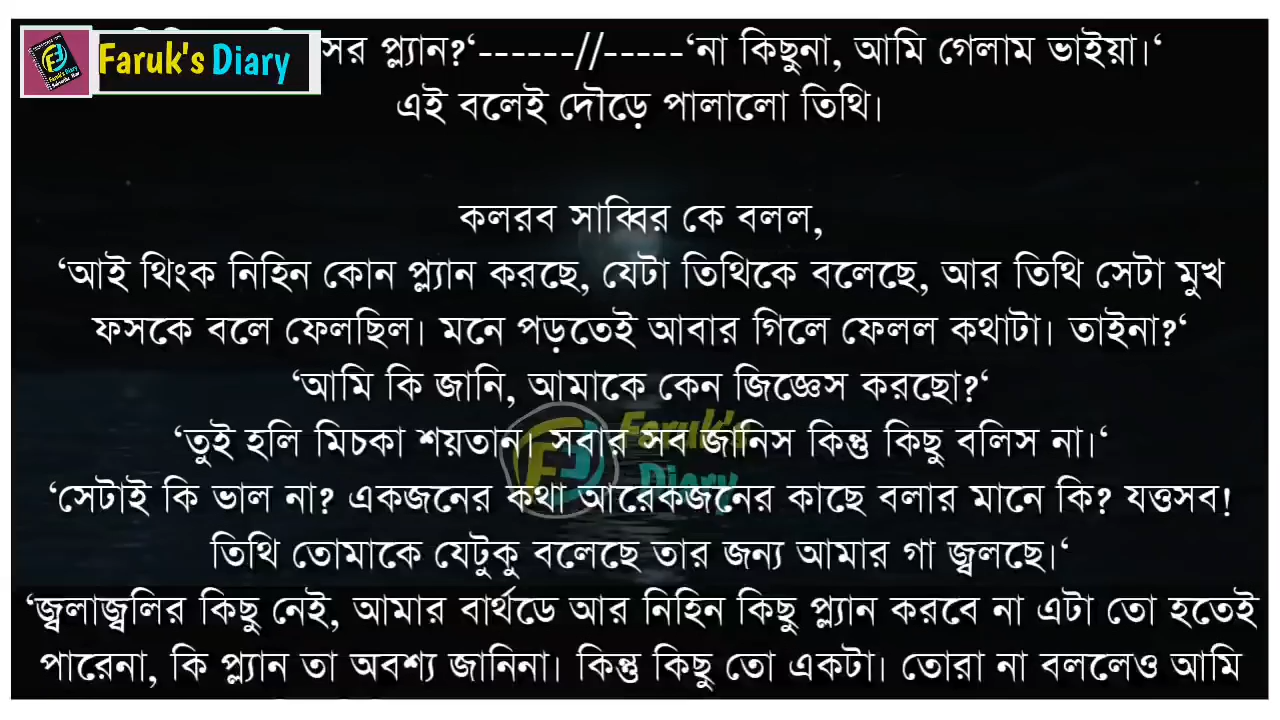 Faruk's Diary
সর প্ল্যান?‘------//-----‘না কিছুনা, আমি গেলাম ভাইয়া।‘
এই বলেই দৌড়ে পালালো তিথি।
কলরব সাব্বির কে বলল,
‘আই থিংক নিহিন কোন প্ল্যান করছে, যেটা তিথিকে বলেছে, আর তিথি সেটা মুখ
ফসকে বলে ফেলছিল। মনে পড়তেই আবার গিলে ফেলল কথাটা। তাইনা?‘
‘আমি কি জানি, আমাকে কেন জিজ্ঞেস করছো?‘
‘তুই হলি মিচকা শয়তান। সবার সব জানিস কিন্তু কিছু বলিস না।‘
Faruk's
Diary
‘সেটাই কি ভাল না? একজনের কথা আরেকজনের কাছে বলার মানে কি? যত্তসব!
তিথি তোমাকে যেটুকু বলেছে তার জন্য আমার গা জ্বলছে।‘
‘জ্বলাজ্বলির কিছু নেই, আমার বার্থডে আর নিহিন কিছু প্ল্যান করবে না এটা তো হতেই
পারেনা, কি প্ল্যান তা অবশ্য জানিনা। কিন্তু কিছু তো একটা। তোরা না বললেও আমি